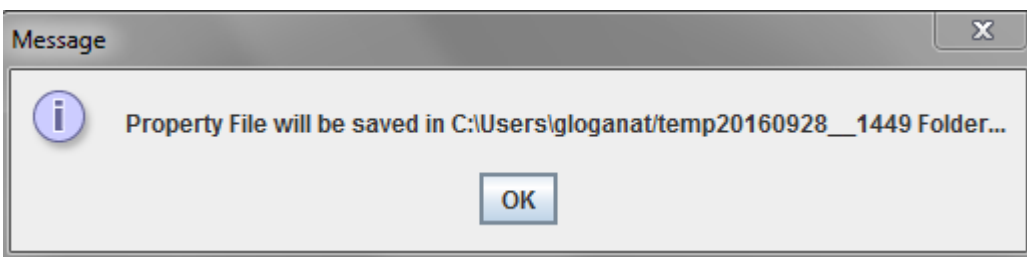 Message
Property File will be saved in C:\Users\gloganat/temp20160928__1449 Folder...
OK